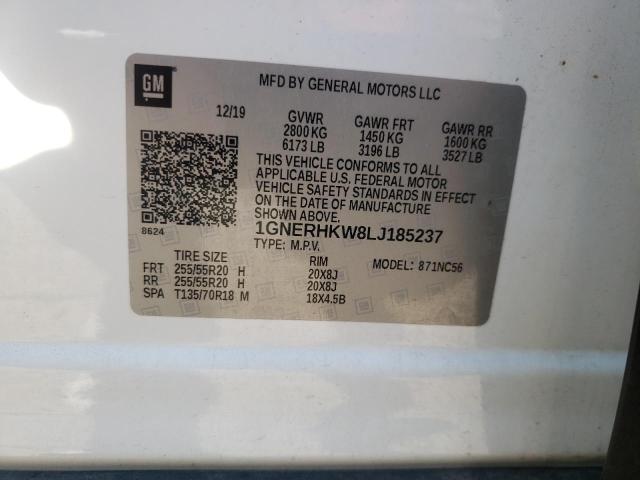 GM
MFD BY GENERAL MOTORS LLC
12/19 GVWR GAWR FRT GAWR RR
2800 KG 1450 KG 1600 KG
6173 LB 3196 LB 3527 LB
THIS VEHICLE CONFORMS TO ALL
APPLICABLE U.S. FEDERAL MOTOR
VEHICLE SAFETY STANDARDS IN EFFECT
ON THE DATE OF MANUFACTURE
SHOWN ABOVE.
8624
1GNERHKW8LJ185237
TYPE: M.P.V.
TIRE SIZE RIM MODEL: 871NC56
FRT 255/55R20 H 20X8J
RR 255/55R20 H 20X8J
SPA T135/70R18 M 18X4.5B